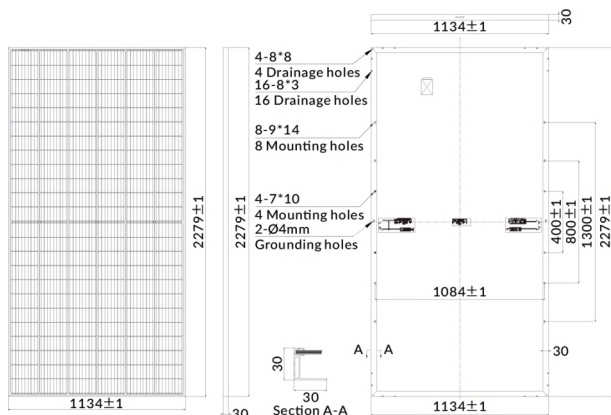 30
1134±1
4-8*8
4 Drainage holes
16-8*3
16 Drainage holes
8-9*14
8 Mounting holes
4-7*10
4 Mounting holes
2-Ø4mm
Grounding holes
2279±1
2279±1
400±1
800±1
1300±1
2279±1
1084±1
A A
30
30
30
Section A-A
1134±1
30
1134±1